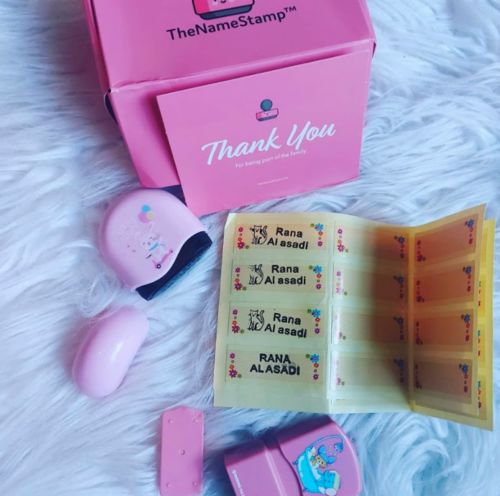 TheNameStamp™
Thank You
For being part of the family
Rana
Al asadi
Rana
Al asadi
Rana
Al asadi
RANA
AL ASADI